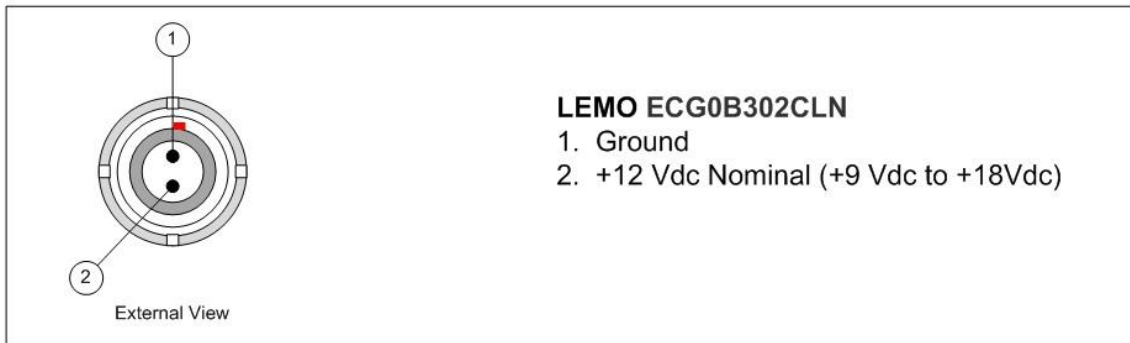 1
LEMO ECG0B302CLN
1. Ground
2. +12 Vdc Nominal (+9 Vdc to +18Vdc)
2
External View